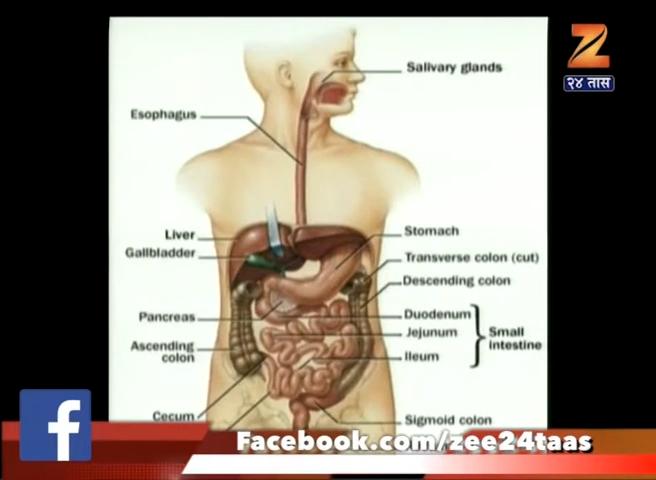 २४ तास
Salivary glands
Esophagus
Liver
Gallbladder
Stomach
Transverse colon (cut)
Descending colon
Pancreas
Duodenum
Jejunum
Ileum
Small
intestine
Ascending
colon
Cecum
Sigmoid colon
f
Facebook.com/zee24taas